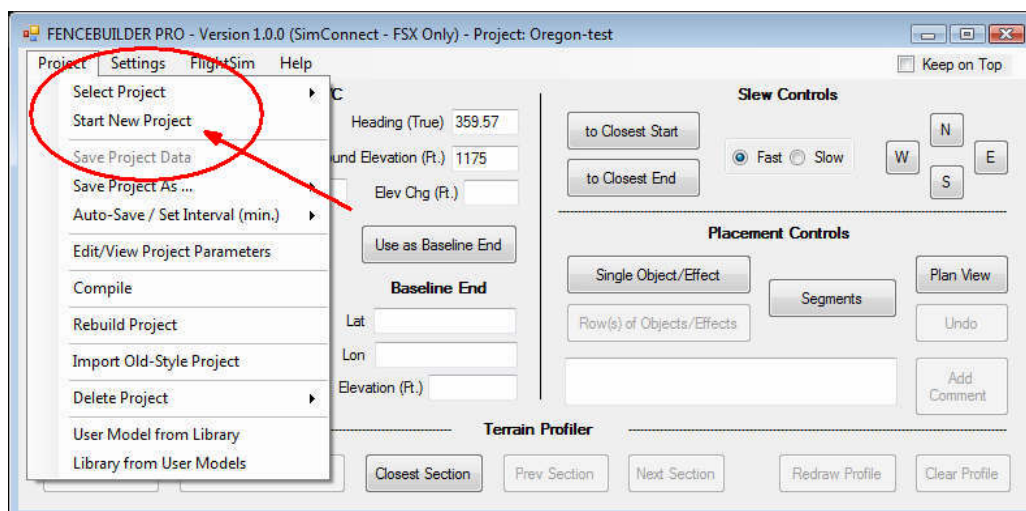 FENCEBUILDER PRO - Version 1.0.0 (SimConnect - FSX Only) - Project: Oregon-test
Project Settings FlightSim Help
Keep on Top
Select Project
Start New Project
Save Project Data
Save Project As ...
Auto-Save / Set Interval (min.)
Edit/View Project Parameters
Compile
Rebuild Project
Import Old-Style Project
Delete Project
User Model from Library
Library from User Models
Heading (True) 359.57
Elevation (Ft.) 1175
Elev Chg (Ft.)
Use as Baseline End
Baseline End
Lat
Lon
Elevation (Ft.)
Slew Controls
to Closest Start
to Closest End
Fast Slow
N
W E
S
Placement Controls
Single Object/Effect
Segments
Plan View
Row(s) of Objects/Effects
Undo
Add
Comment
Terrain Profiler
Closest Section Prev Section Next Section Redraw Profile Clear Profile